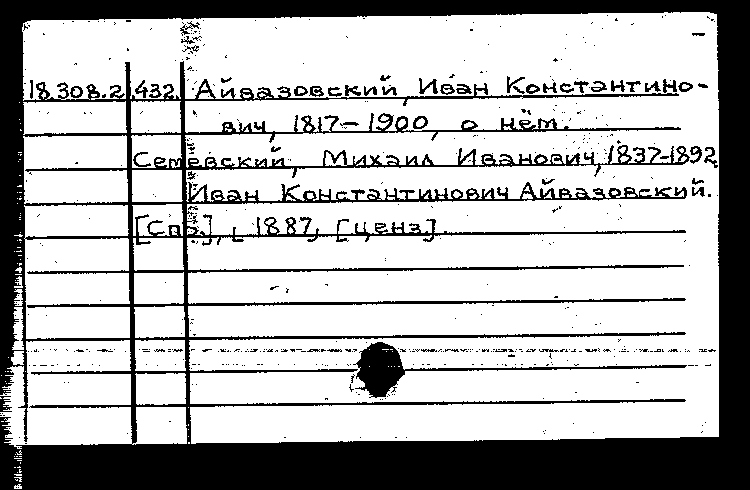 18.308.2.432. Айвазовский, Иван Константино-
вич, 1817-1900, о нём.
Семевский, Михаил Иванович, 1837-1892.
Иван Константинович Айвазовский.
[Спб.], [1887, [ценз].